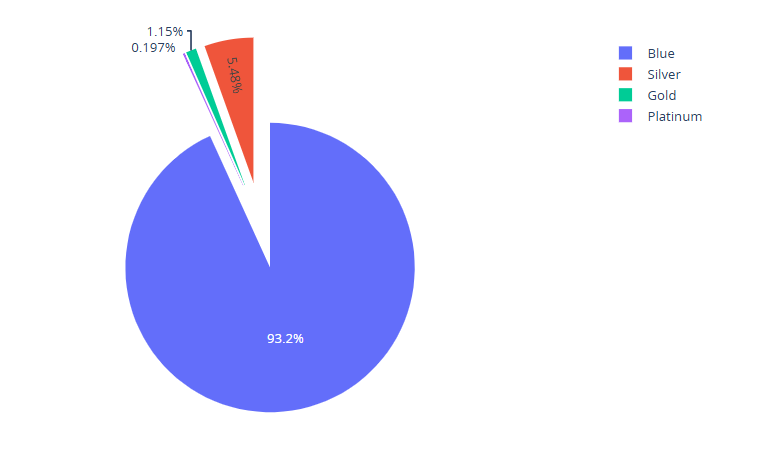 1.15%
0.197%
5.48%
93.2%
Blue
Silver
Gold
Platinum